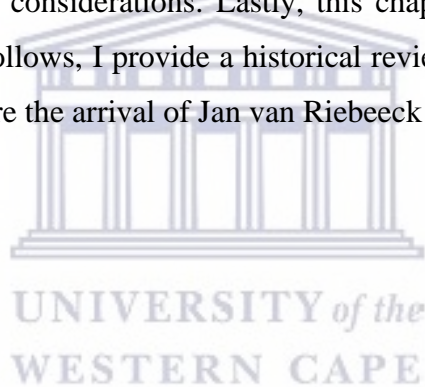 considerations. Lastly, this chap
ollows, I provide a historical revie
re the arrival of Jan van Riebeeck
UNIVERSITY of the
WESTERN CAPE